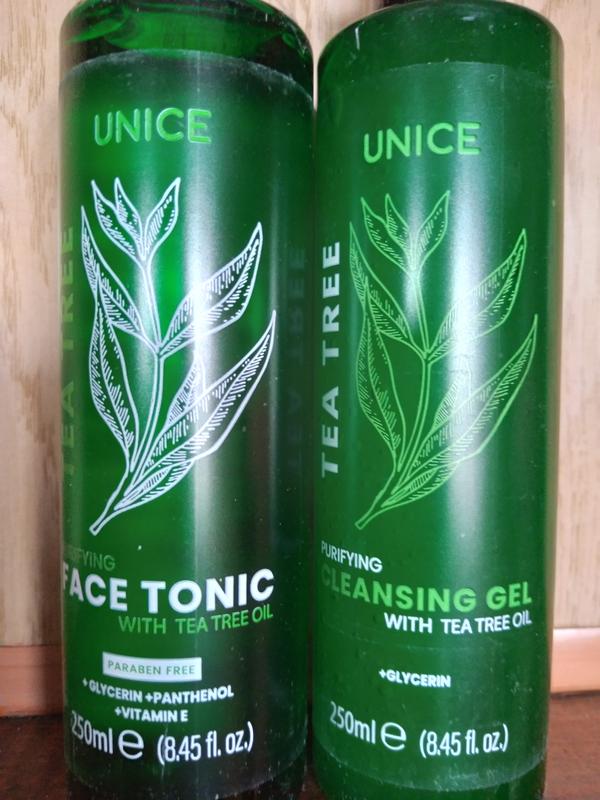 UNICE
TEA TREE
PURIFYING
FACE TONIC
WITH TEA TREE OIL
PARABEN FREE
+GLYCERIN +PANTHENOL
+VITAMIN E
250ml e (8.45 fl. oz.)
UNICE
TEA TREE
PURIFYING
CLEANSING GEL
WITH TEA TREE OIL
+GLYCERIN
250ml e (8.45 fl. oz.)